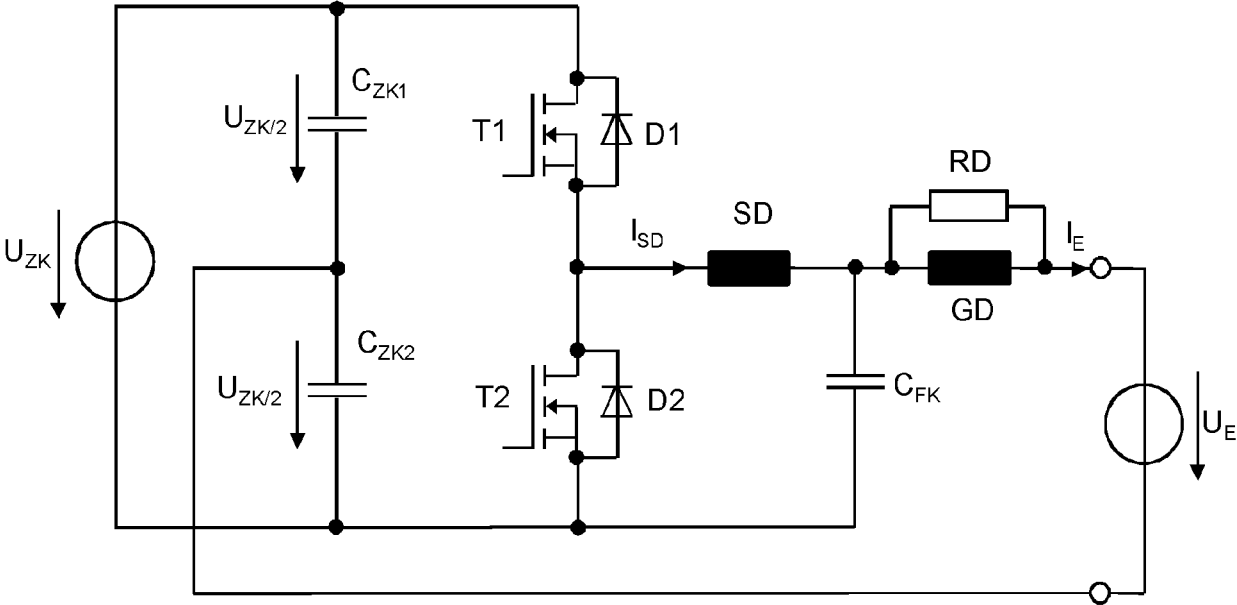 C_ZK1
U_ZK/2
T1
D1
RD
SD
I_SD
I_E
U_ZK
GD
C_ZK2
U_ZK/2
T2
D2
C_FK
U_E